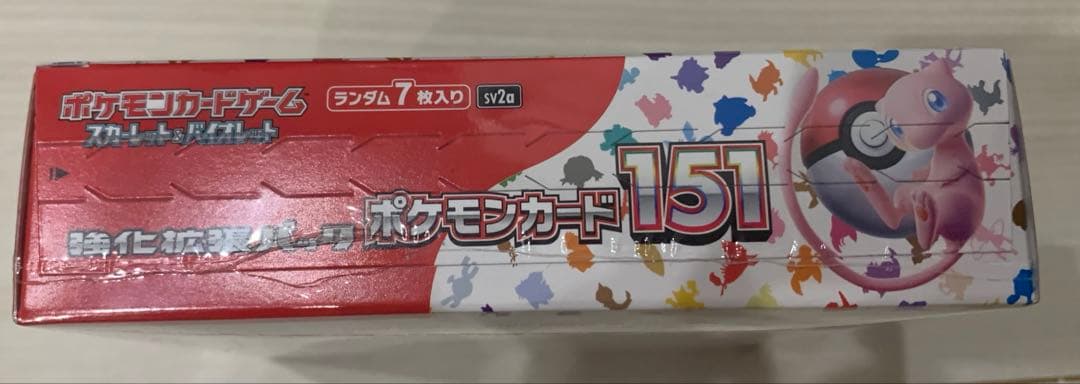 ポケモンカードゲーム
スカーレット&バイオレット
ランダム7枚入り
sv2a
強化拡張パック
ポケモンカード151